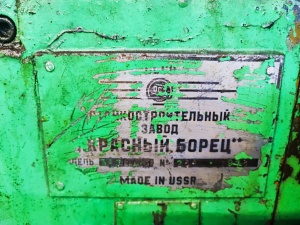 СТАНКОСТРОИТЕЛЬНЫЙ
ЗАВОД
„КРАСНЫЙ БОРЕЦ"
№
MADE IN USSR